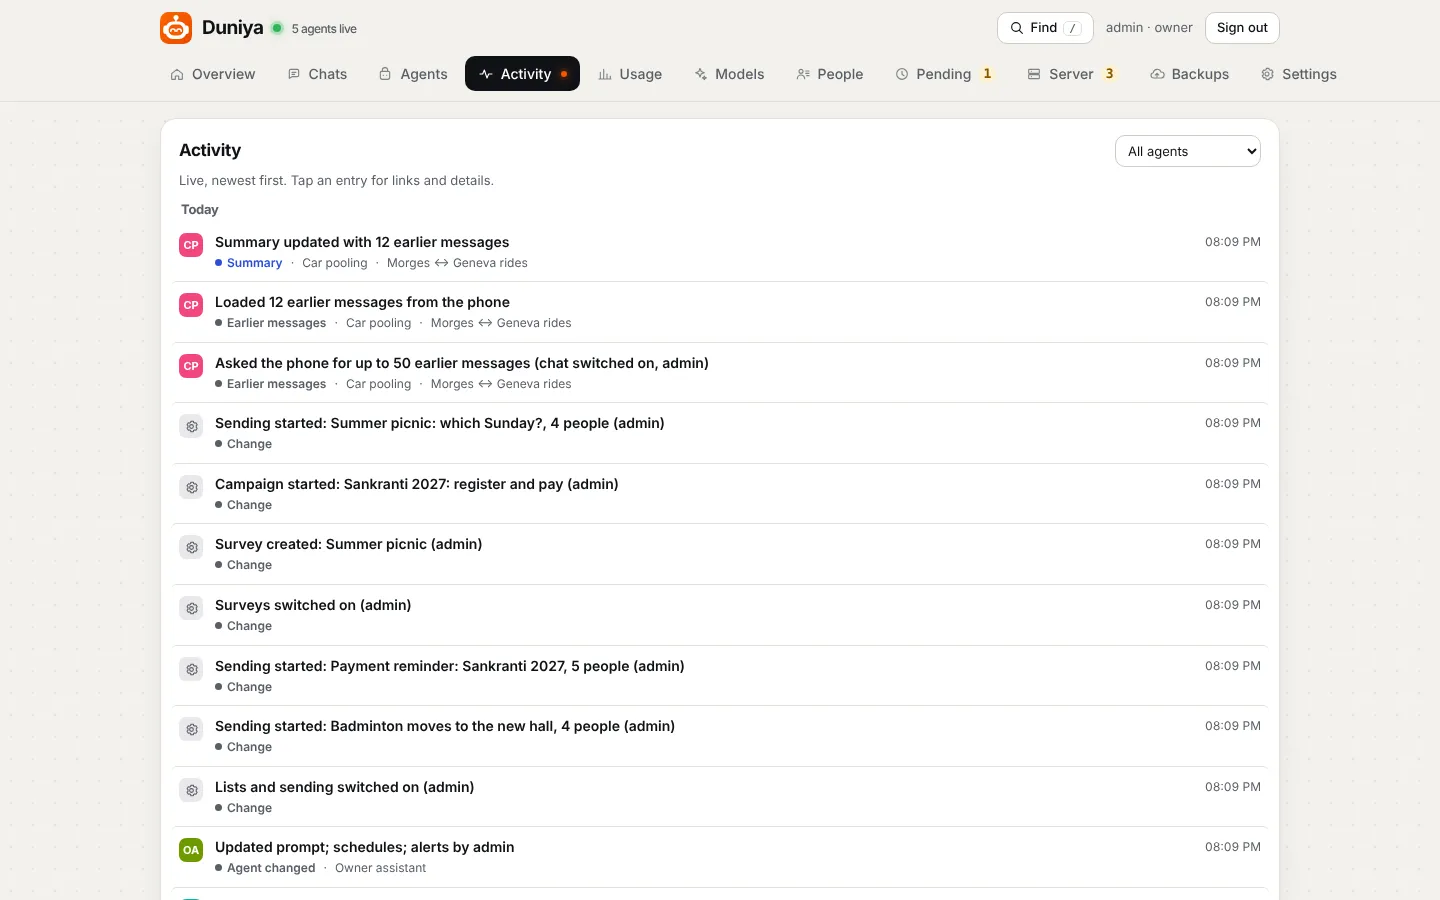 Duniya
5 agents live
Find /
admin · owner
Sign out
Overview
Chats
Agents
Activity
Usage
Models
People
Pending 1
Server 3
Backups
Settings
Activity
All agents
Live, newest first. Tap an entry for links and details.
Today
CP
Summary updated with 12 earlier messages
08:09 PM
Summary · Car pooling · Morges ↔ Geneva rides
CP
Loaded 12 earlier messages from the phone
08:09 PM
Earlier messages · Car pooling · Morges ↔ Geneva rides
CP
Asked the phone for up to 50 earlier messages (chat switched on, admin)
08:09 PM
Earlier messages · Car pooling · Morges ↔ Geneva rides
Sending started: Summer picnic: which Sunday?, 4 people (admin)
08:09 PM
Change
Campaign started: Sankranti 2027: register and pay (admin)
08:09 PM
Change
Survey created: Summer picnic (admin)
08:09 PM
Change
Surveys switched on (admin)
08:09 PM
Change
Sending started: Payment reminder: Sankranti 2027, 5 people (admin)
08:09 PM
Change
Sending started: Badminton moves to the new hall, 4 people (admin)
08:09 PM
Change
Lists and sending switched on (admin)
08:09 PM
Change
OA
Updated prompt; schedules; alerts by admin
08:09 PM
Agent changed · Owner assistant